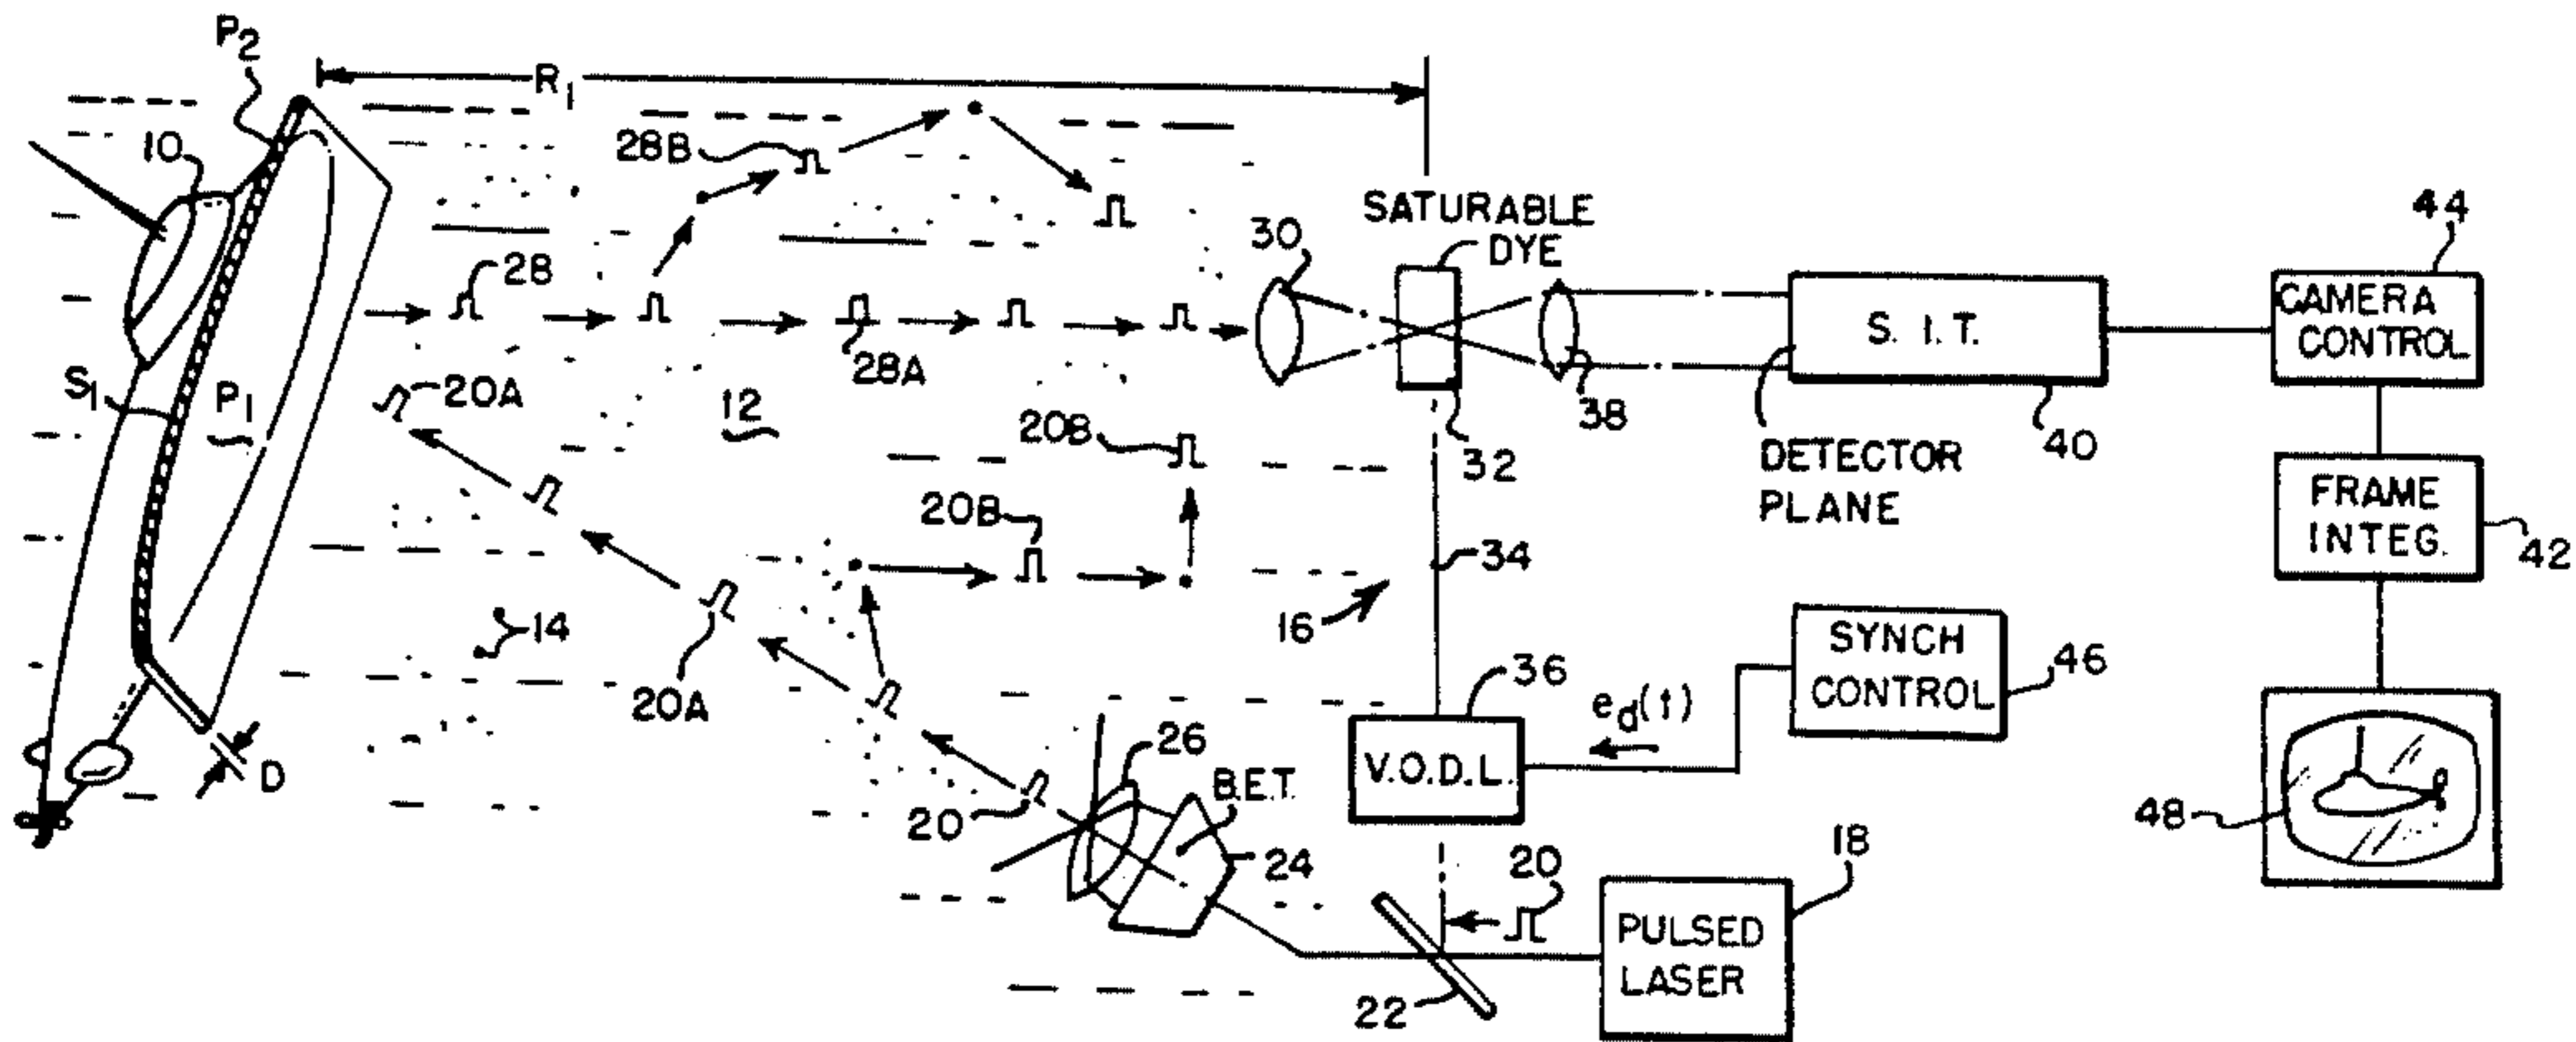 P2
R1
10
28B
SATURABLE
DYE
30
44
28
CAMERA
CONTROL
S. I. T.
28A
38
S1
P1
20A
12
20B
32
DETECTOR
PLANE
40
FRAME
INTEG.
42
20B
34
14
16
SYNCH
CONTROL
46
20A
36
ed(t)
V.O.D.L.
D
26
B.E.T.
20
24
48
20
18
PULSED
LASER
22